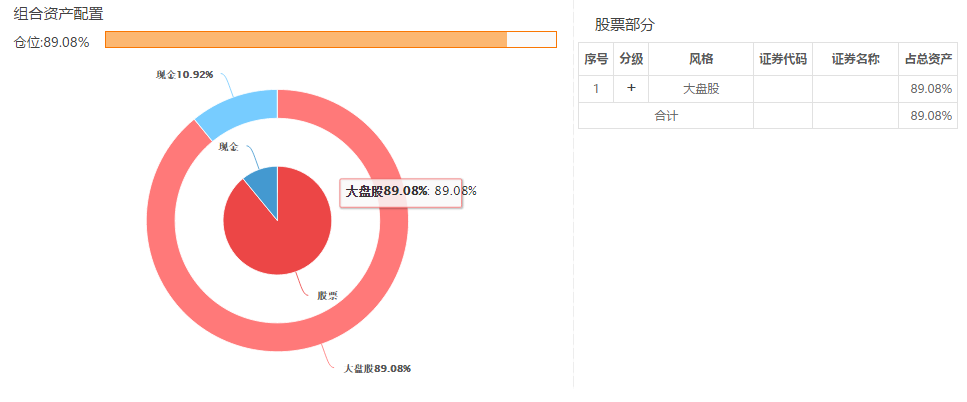 组合资产配置
仓位:89.08%
现金10.92%
现金
大盘股89.08%: 89.08%
股票
大盘股89.08%
股票部分
序号 分级 风格 证券代码 证券名称 占总资产
1 + 大盘股 89.08%
合计 89.08%